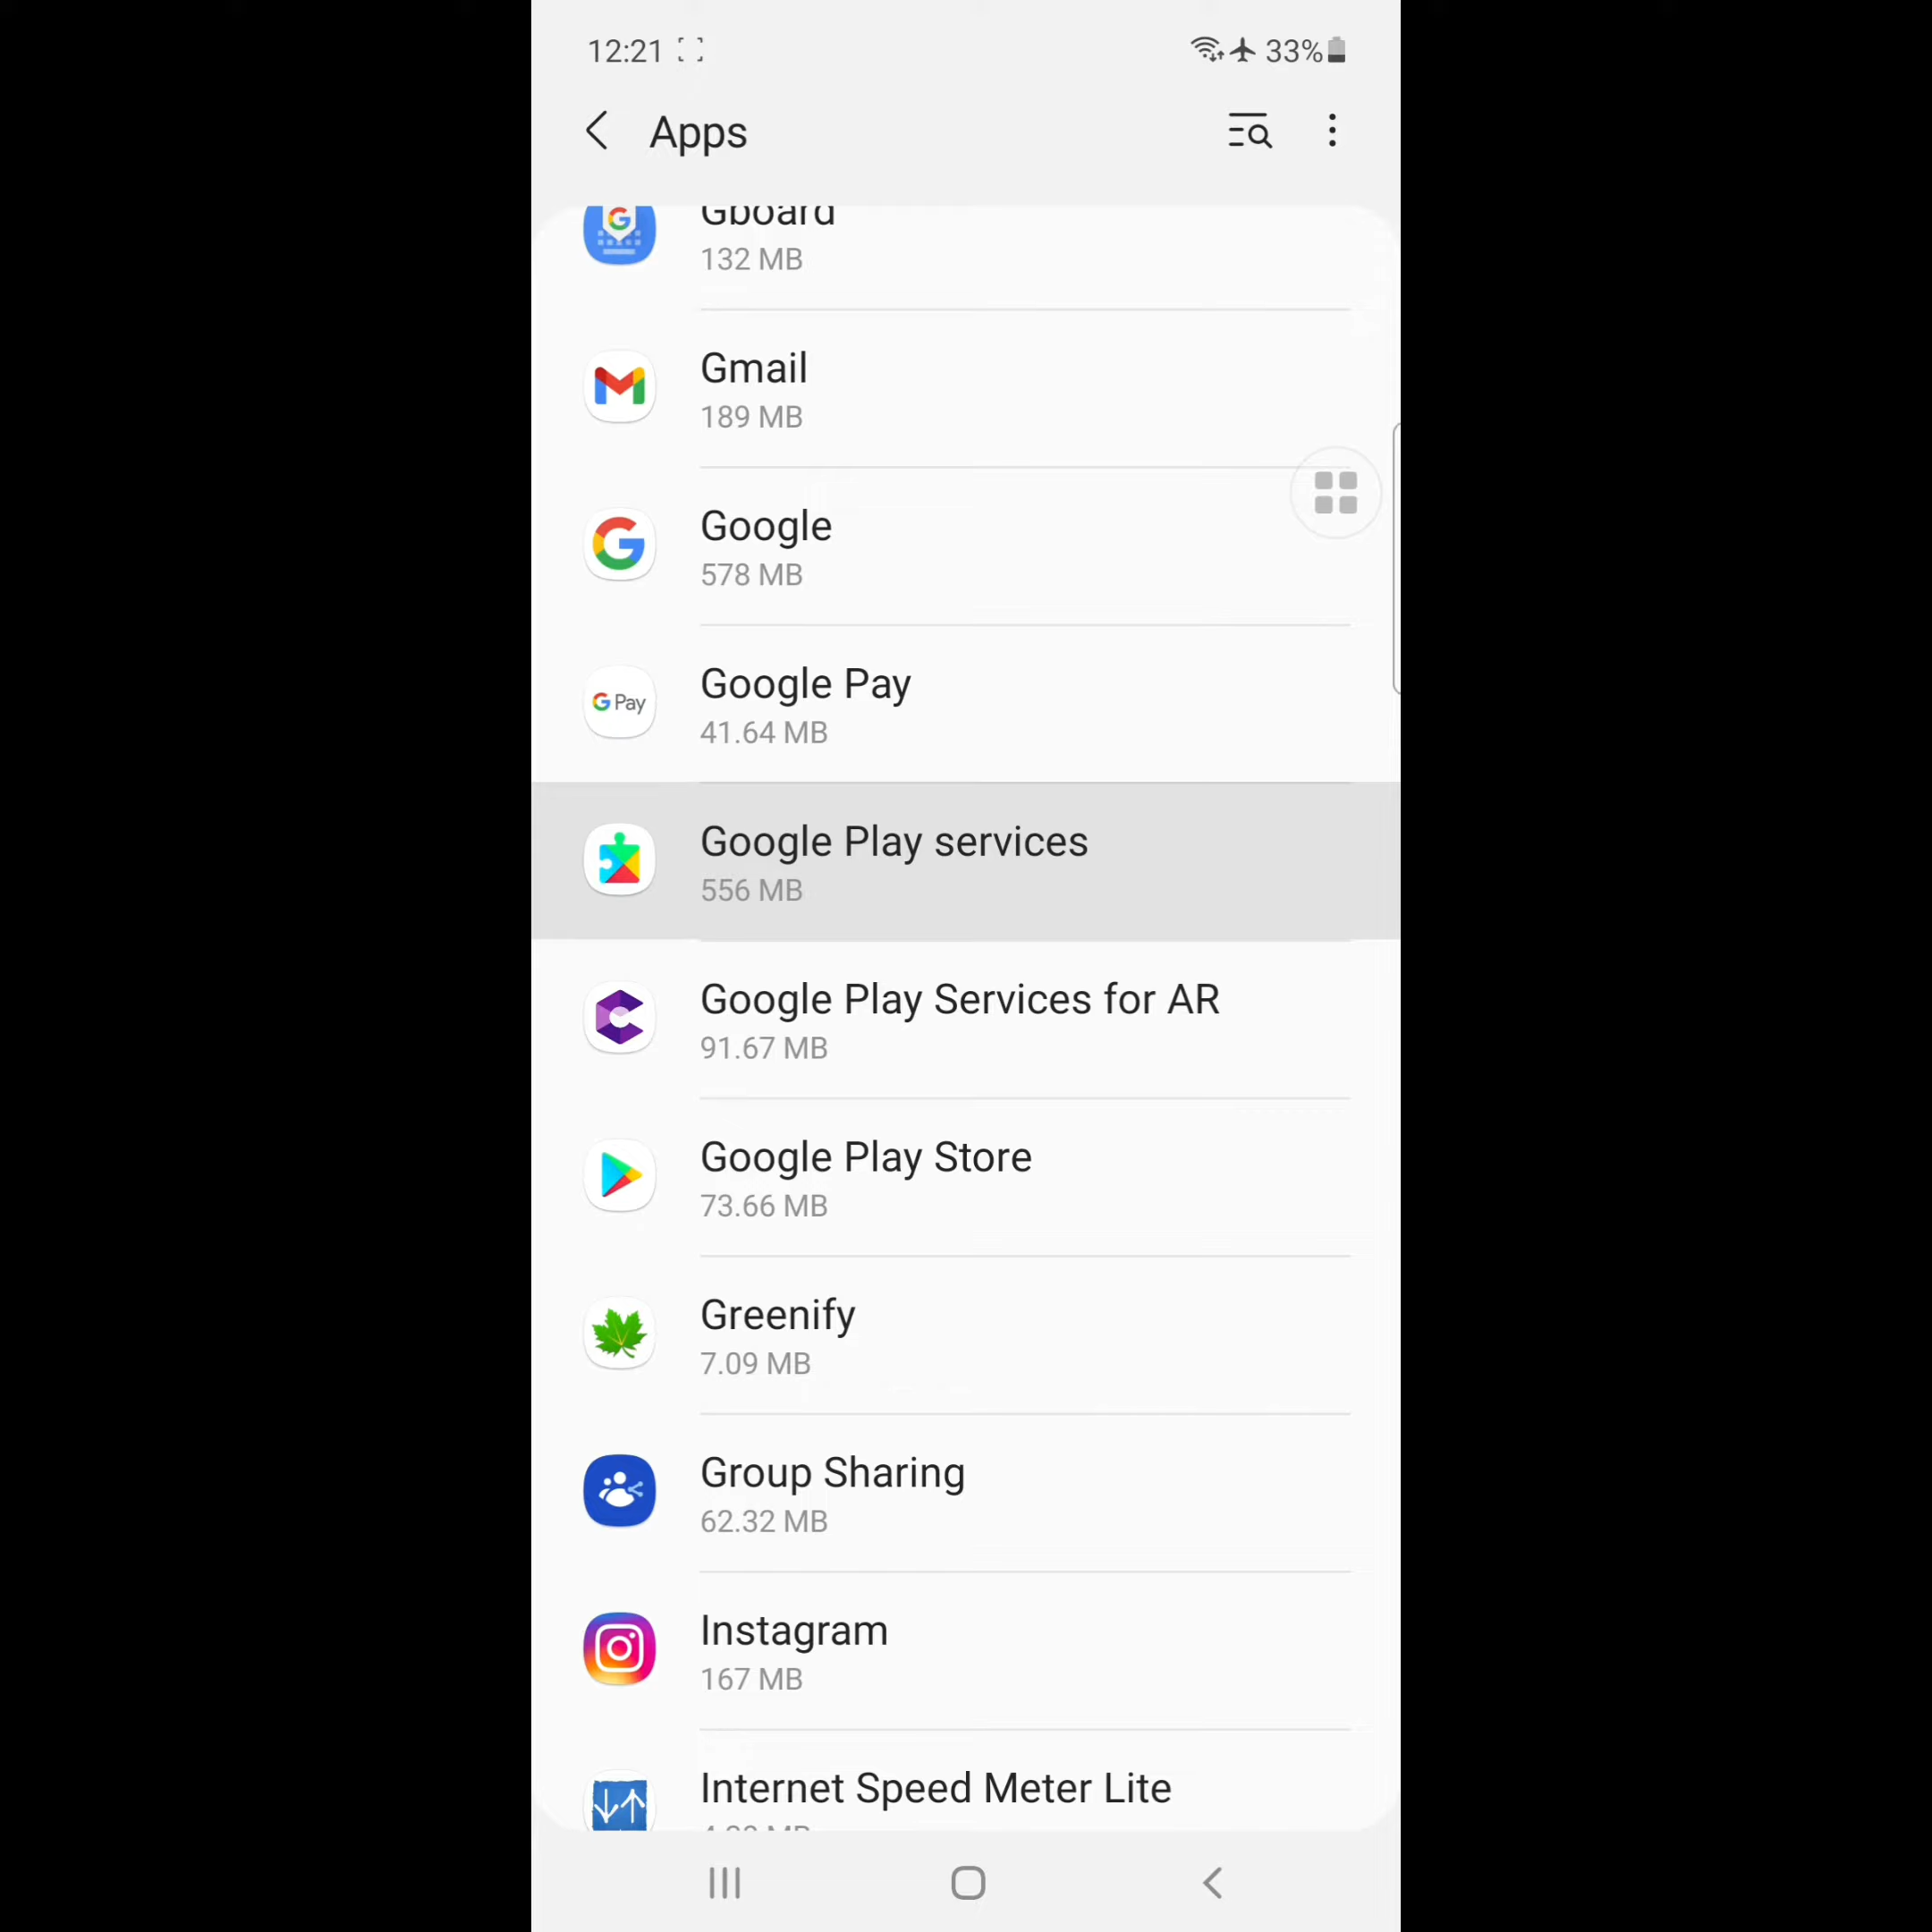 12:21 33%
Apps
Gboard
132 MB
Gmail
189 MB
Google
578 MB
G Pay Google Pay
41.64 MB
Google Play services
556 MB
Google Play Services for AR
91.67 MB
Google Play Store
73.66 MB
Greenify
7.09 MB
Group Sharing
62.32 MB
Instagram
167 MB
Internet Speed Meter Lite